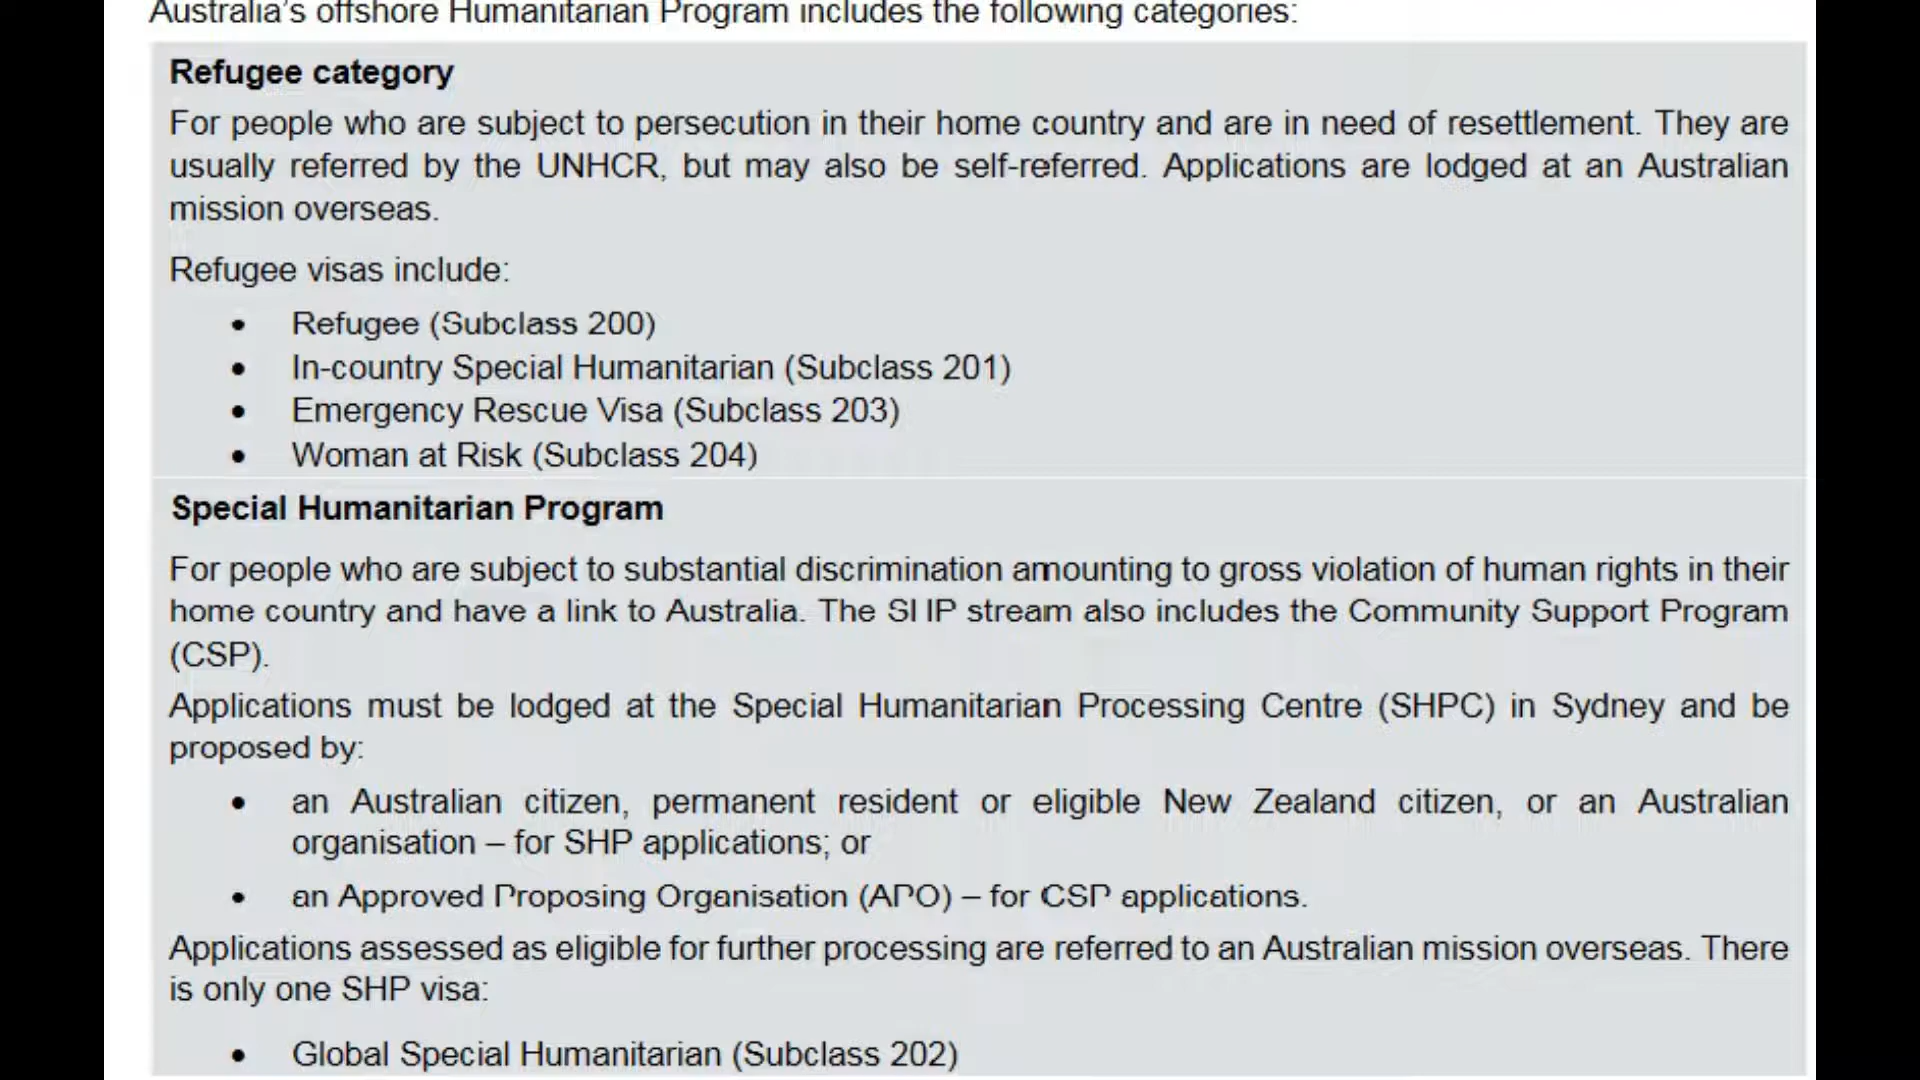 Australia's offshore Humanitarian Program includes the following categories:
Refugee category
For people who are subject to persecution in their home country and are in need of resettlement. They are
usually referred by the UNHCR, but may also be self-referred. Applications are lodged at an Australian
mission overseas.
Refugee visas include:
• Refugee (Subclass 200)
• In-country Special Humanitarian (Subclass 201)
• Emergency Rescue Visa (Subclass 203)
• Woman at Risk (Subclass 204)
Special Humanitarian Program
For people who are subject to substantial discrimination amounting to gross violation of human rights in their
home country and have a link to Australia. The SHP stream also includes the Community Support Program
(CSP).
Applications must be lodged at the Special Humanitarian Processing Centre (SHPC) in Sydney and be
proposed by:
• an Australian citizen, permanent resident or eligible New Zealand citizen, or an Australian
organisation – for SHP applications; or
• an Approved Proposing Organisation (APO) – for CSP applications.
Applications assessed as eligible for further processing are referred to an Australian mission overseas. There
is only one SHP visa:
• Global Special Humanitarian (Subclass 202)